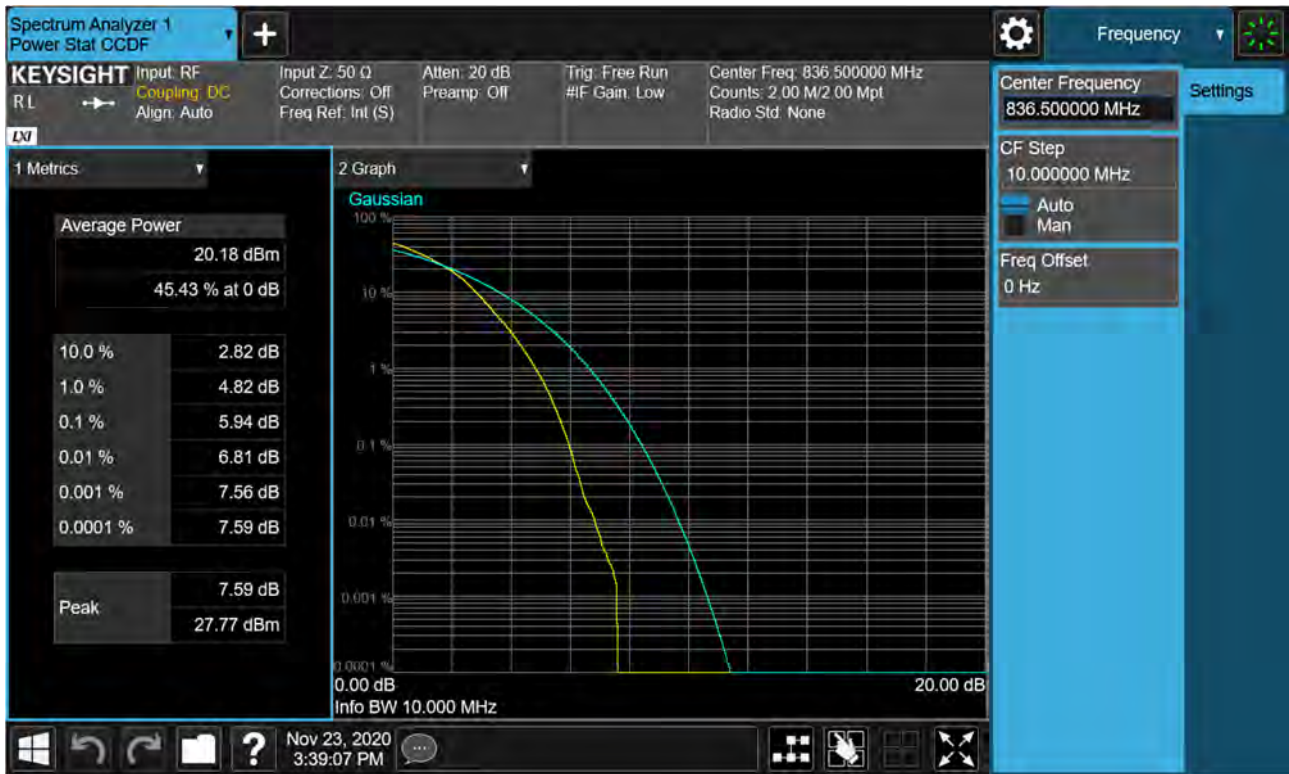 Spectrum Analyzer 1
Power Stat CCDF
+
Frequency
KEYSIGHT
RL
LXI
Input: RF
Coupling: DC
Align: Auto
Input Z: 50 Ω
Corrections: Off
Freq Ref: Int (S)
Atten: 20 dB
Preamp: Off
Trig: Free Run
#IF Gain: Low
Center Freq: 836.500000 MHz
Counts: 2.00 M/2.00 Mpt
Radio Std: None
Center Frequency
836.500000 MHz
Settings
CF Step
10.000000 MHz
Auto
Man
Freq Offset
0 Hz
1 Metrics
Average Power
20.18 dBm
45.43 % at 0 dB
10.0 % 2.82 dB
1.0 % 4.82 dB
0.1 % 5.94 dB
0.01 % 6.81 dB
0.001 % 7.56 dB
0.0001 % 7.59 dB
Peak
7.59 dB
27.77 dBm
2 Graph
Gaussian
100 %
10 %
1 %
0.1 %
0.01 %
0.001 %
0.0001 %
0.00 dB 20.00 dB
Info BW 10.000 MHz
?
Nov 23, 2020
3:39:07 PM